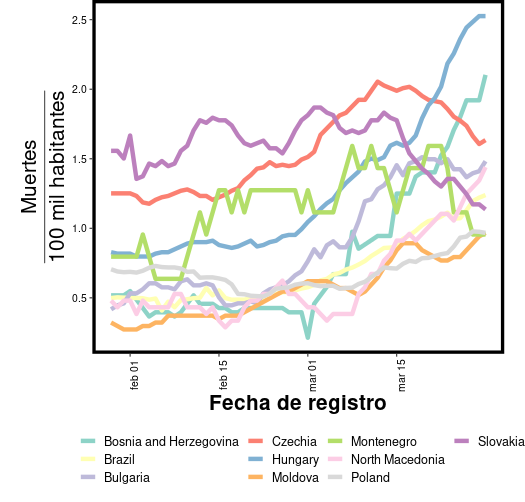 2.5
2.0
1.5
1.0
0.5
Muertes
100 mil habitantes
feb 01
feb 15
mar 01
mar 15
Fecha de registro
Bosnia and Herzegovina
Czechia
Montenegro
Slovakia
Brazil
Hungary
North Macedonia
Bulgaria
Moldova
Poland